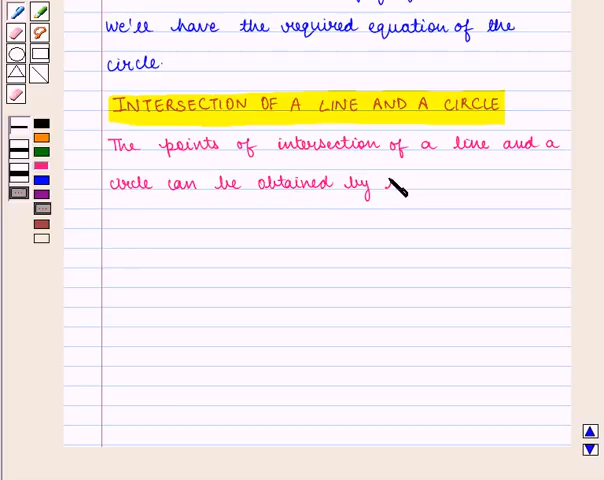 we'll have the required equation of the
circle.
INTERSECTION OF A LINE AND A CIRCLE
The points of intersection of a line and a
circle can be obtained by